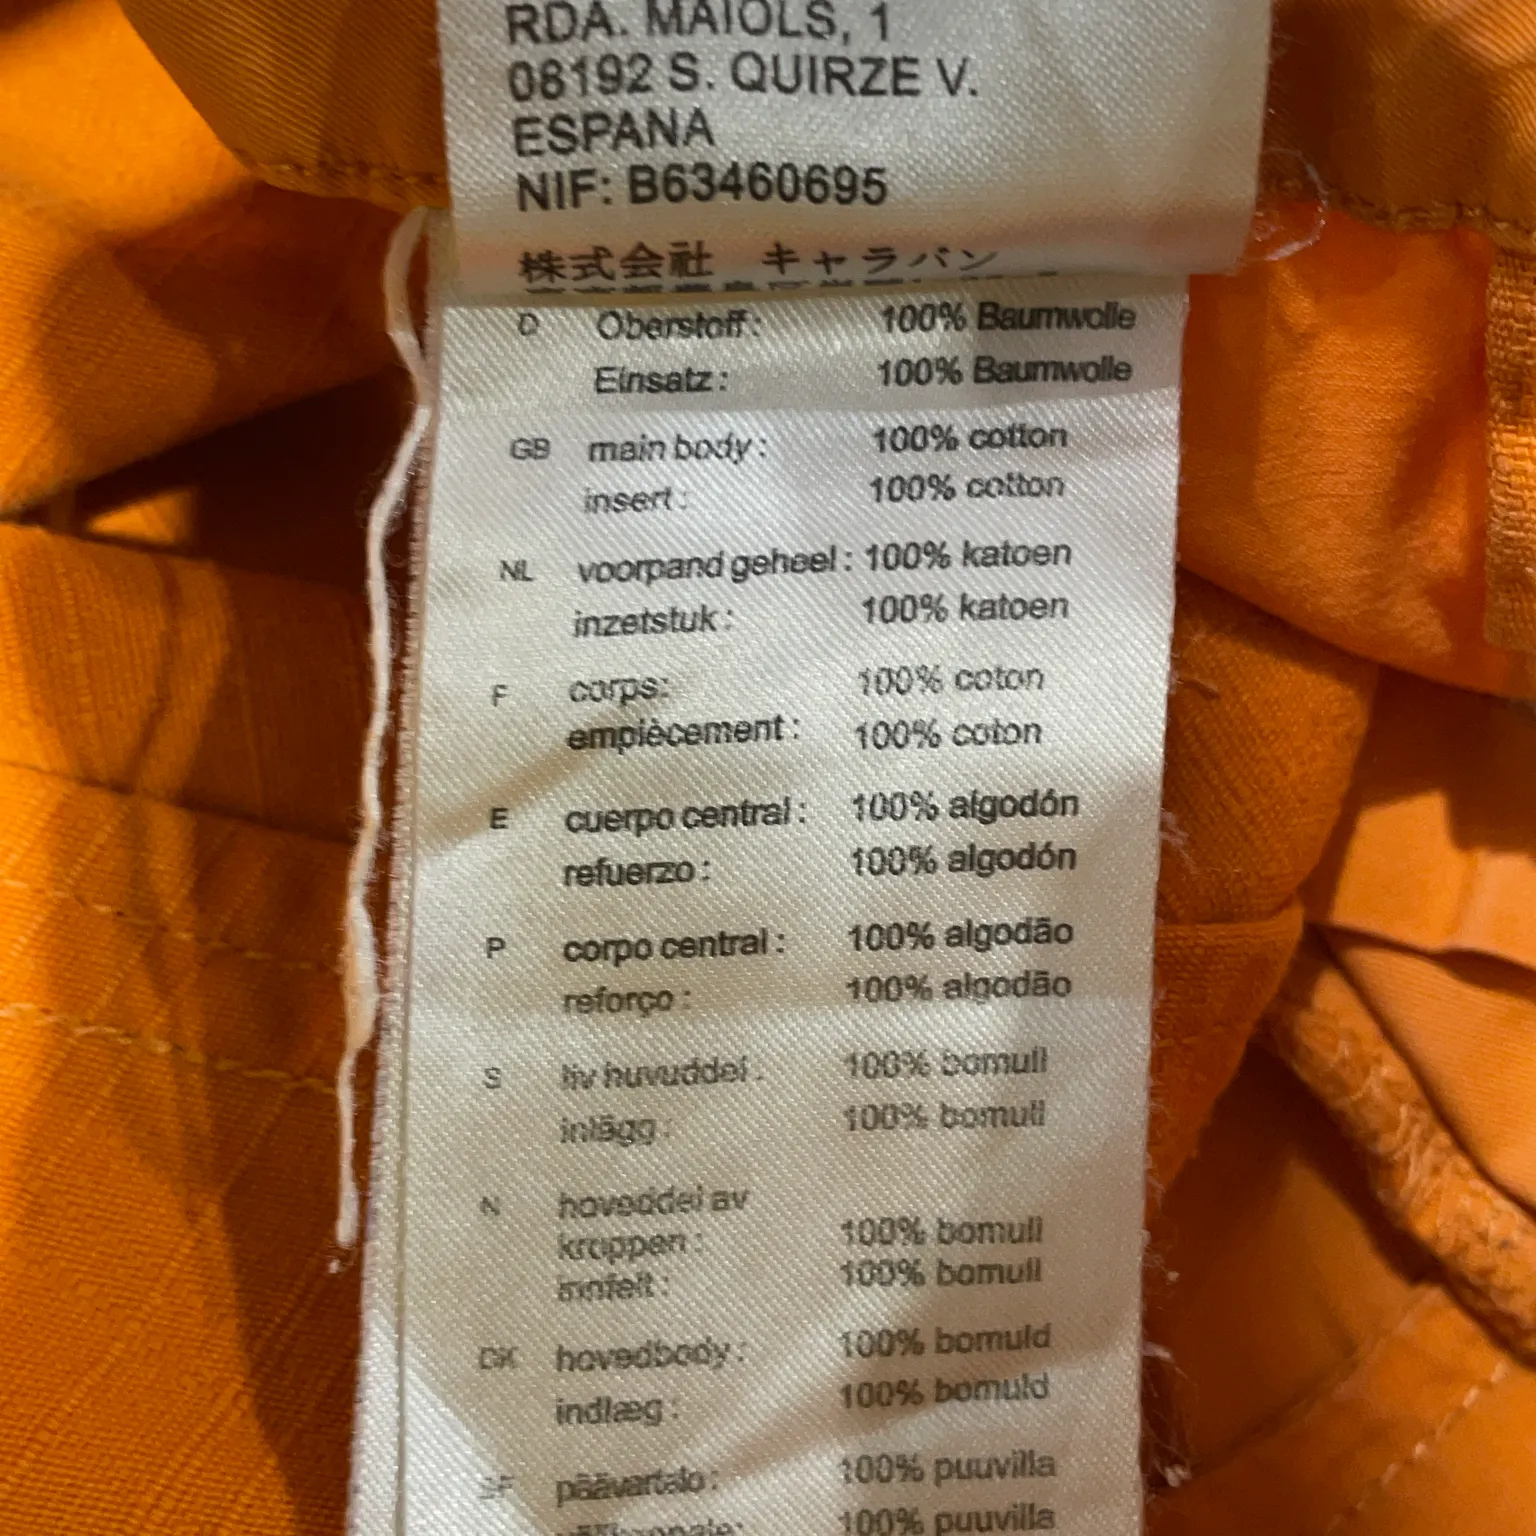 RDA. MAIOLS, 1
08192 S. QUIRZE V.
ESPANA
NIF: B63460695
株式会社 キャラバン
D Oberstoff: 100% Baumwolle
Einsatz: 100% Baumwolle
GB main body: 100% cotton
insert: 100% cotton
NL voorpand geheel: 100% katoen
inzetstuk: 100% katoen
F corps: 100% coton
empiècement: 100% coton
E cuerpo central: 100% algodón
refuerzo: 100% algodón
P corpo central: 100% algodão
reforço: 100% algodão
S liv huvuddel: 100% bomull
inlägg: 100% bomull
N hoveddel av
kroppen: 100% bomull
innfelt: 100% bomull
DK hovedbody: 100% bomuld
indlæg: 100% bomuld
SF päävartalo: 100% puuvilla
100% puuvilla